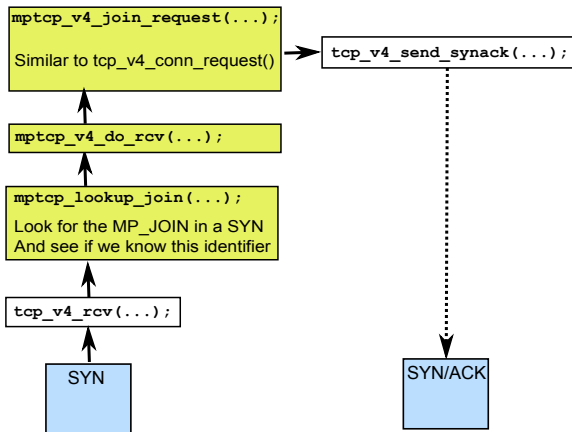 mptcp_v4_join_request(...);
Similar to tcp_v4_conn_request()
tcp_v4_send_synack(...);
mptcp_v4_do_rcv(...);
mptcp_lookup_join(...);
Look for the MP_JOIN in a SYN
And see if we know this identifier
tcp_v4_rcv(...);
SYN
SYN/ACK